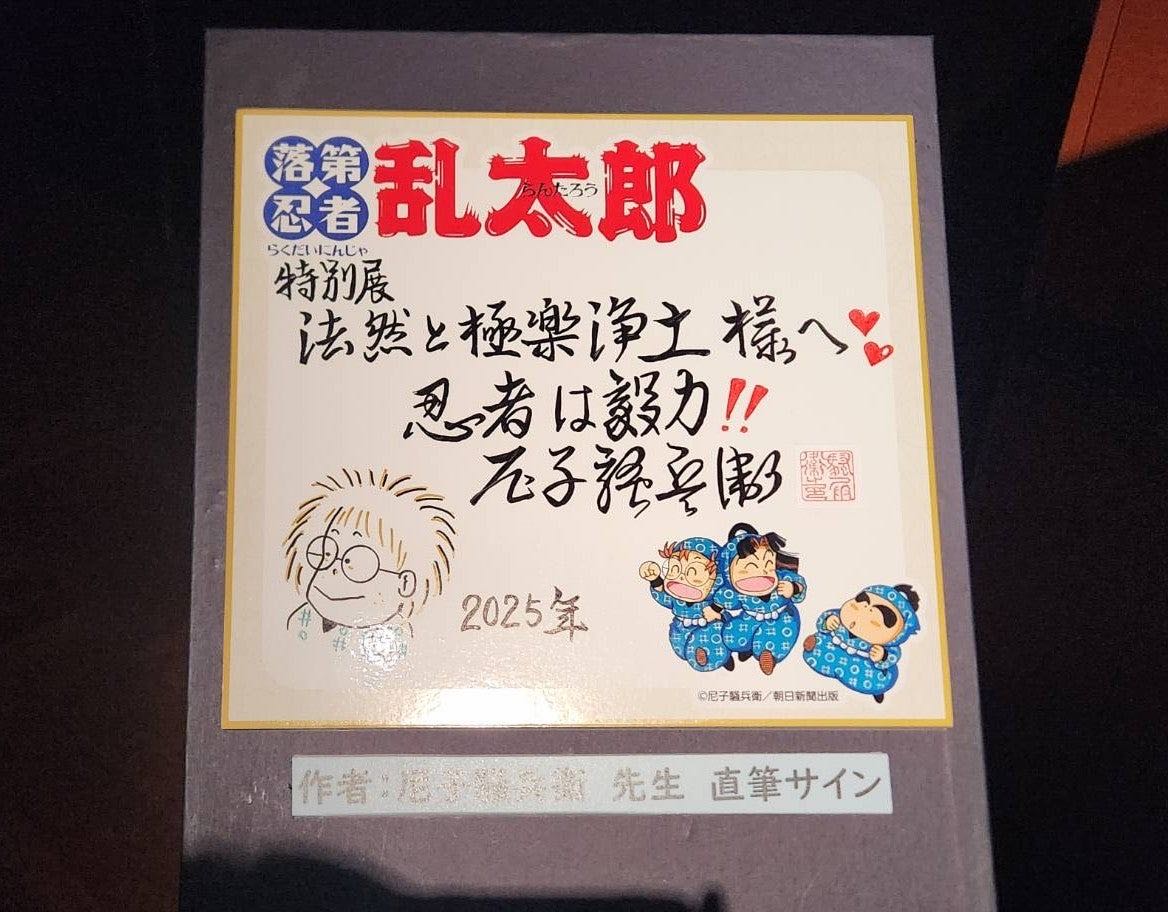 落第忍者
らくだいにんじゃ
乱太郎
らんたろう
特別展
法然と極楽浄土 様へ
忍者は毅力!!
尼子騒兵衛
2025年
©尼子騒兵衛/朝日新聞出版
作者:尼子騒兵衛 先生 直筆サイン